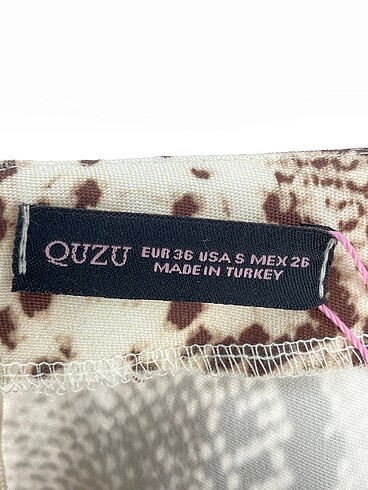 QUZU
EUR 36 USA S MEX 26
MADE IN TURKEY